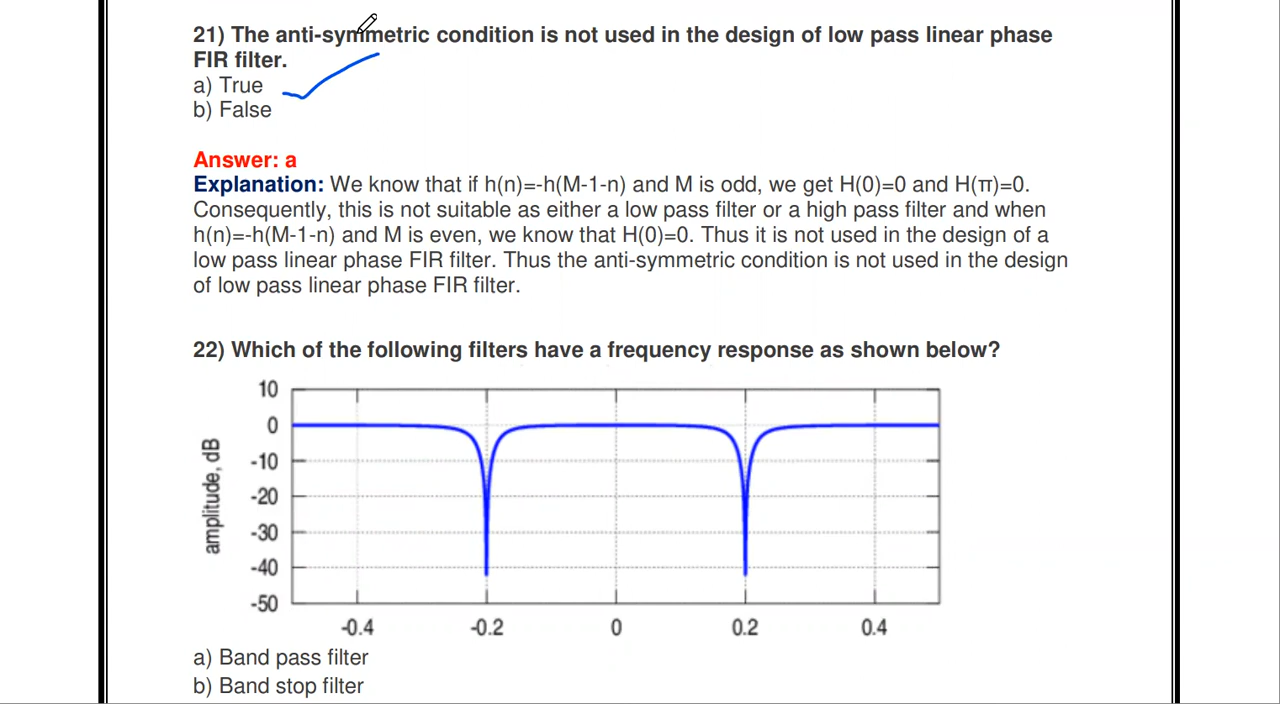 21) The anti-symmetric condition is not used in the design of low pass linear phase
FIR filter.
a) True
b) False
Answer: a
Explanation: We know that if h(n)=-h(M-1-n) and M is odd, we get H(0)=0 and H(π)=0.
Consequently, this is not suitable as either a low pass filter or a high pass filter and when
h(n)=-h(M-1-n) and M is even, we know that H(0)=0. Thus it is not used in the design of a
low pass linear phase FIR filter. Thus the anti-symmetric condition is not used in the design
of low pass linear phase FIR filter.
22) Which of the following filters have a frequency response as shown below?
10
0
-10
-20
-30
-40
-50
amplitude, dB
-0.4 -0.2 0 0.2 0.4
a) Band pass filter
b) Band stop filter